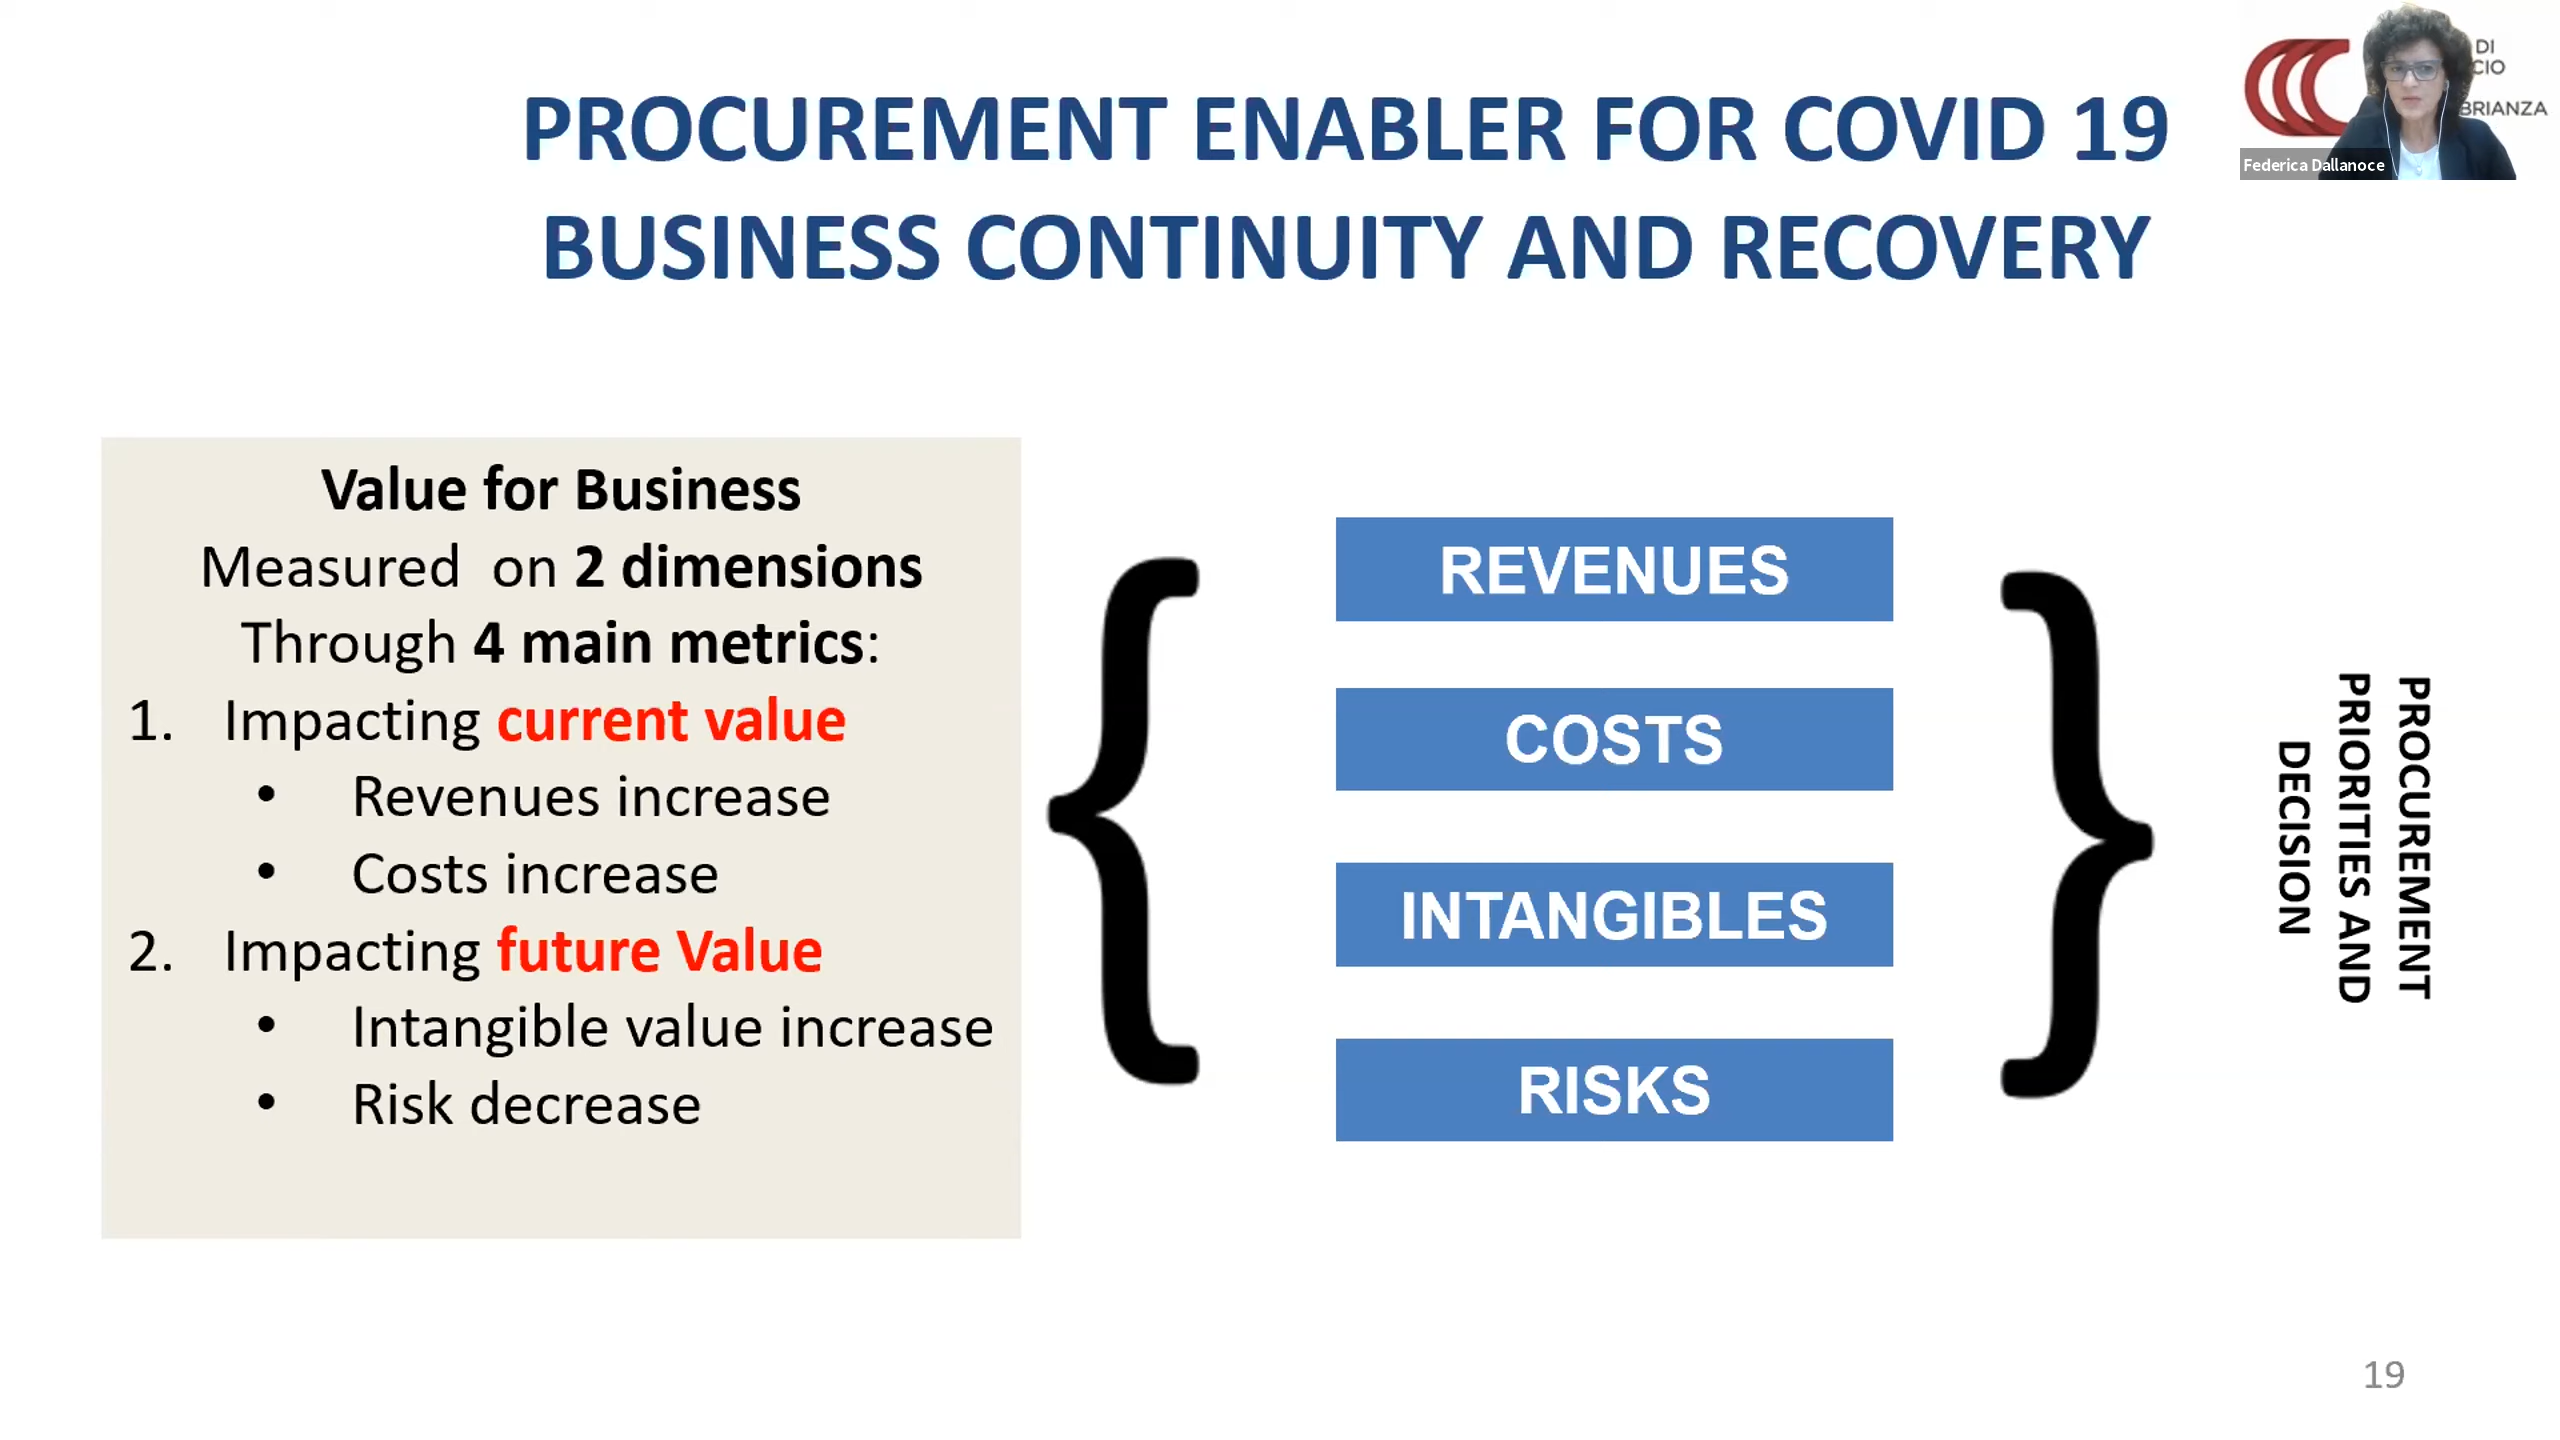 PROCUREMENT ENABLER FOR COVID 19
BUSINESS CONTINUITY AND RECOVERY
DI
CIO
BRIANZA
Federica Dallanoce
Value for Business
Measured on 2 dimensions
Through 4 main metrics:
1. Impacting current value
• Revenues increase
• Costs increase
2. Impacting future Value
• Intangible value increase
• Risk decrease
REVENUES
COSTS
INTANGIBLES
RISKS
PROCUREMENT
PRIORITIES AND
DECISION
19